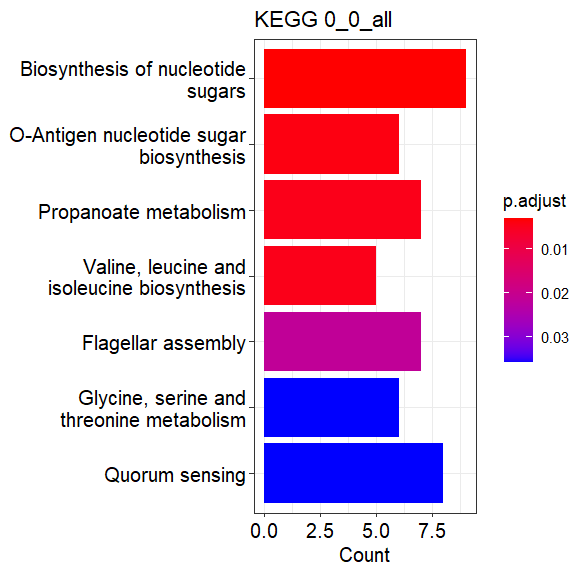 KEGG 0_0_all
Biosynthesis of nucleotide
sugars
O-Antigen nucleotide sugar
biosynthesis
Propanoate metabolism
Valine, leucine and
isoleucine biosynthesis
Flagellar assembly
Glycine, serine and
threonine metabolism
Quorum sensing
0.0 2.5 5.0 7.5
Count
p.adjust
0.01
0.02
0.03